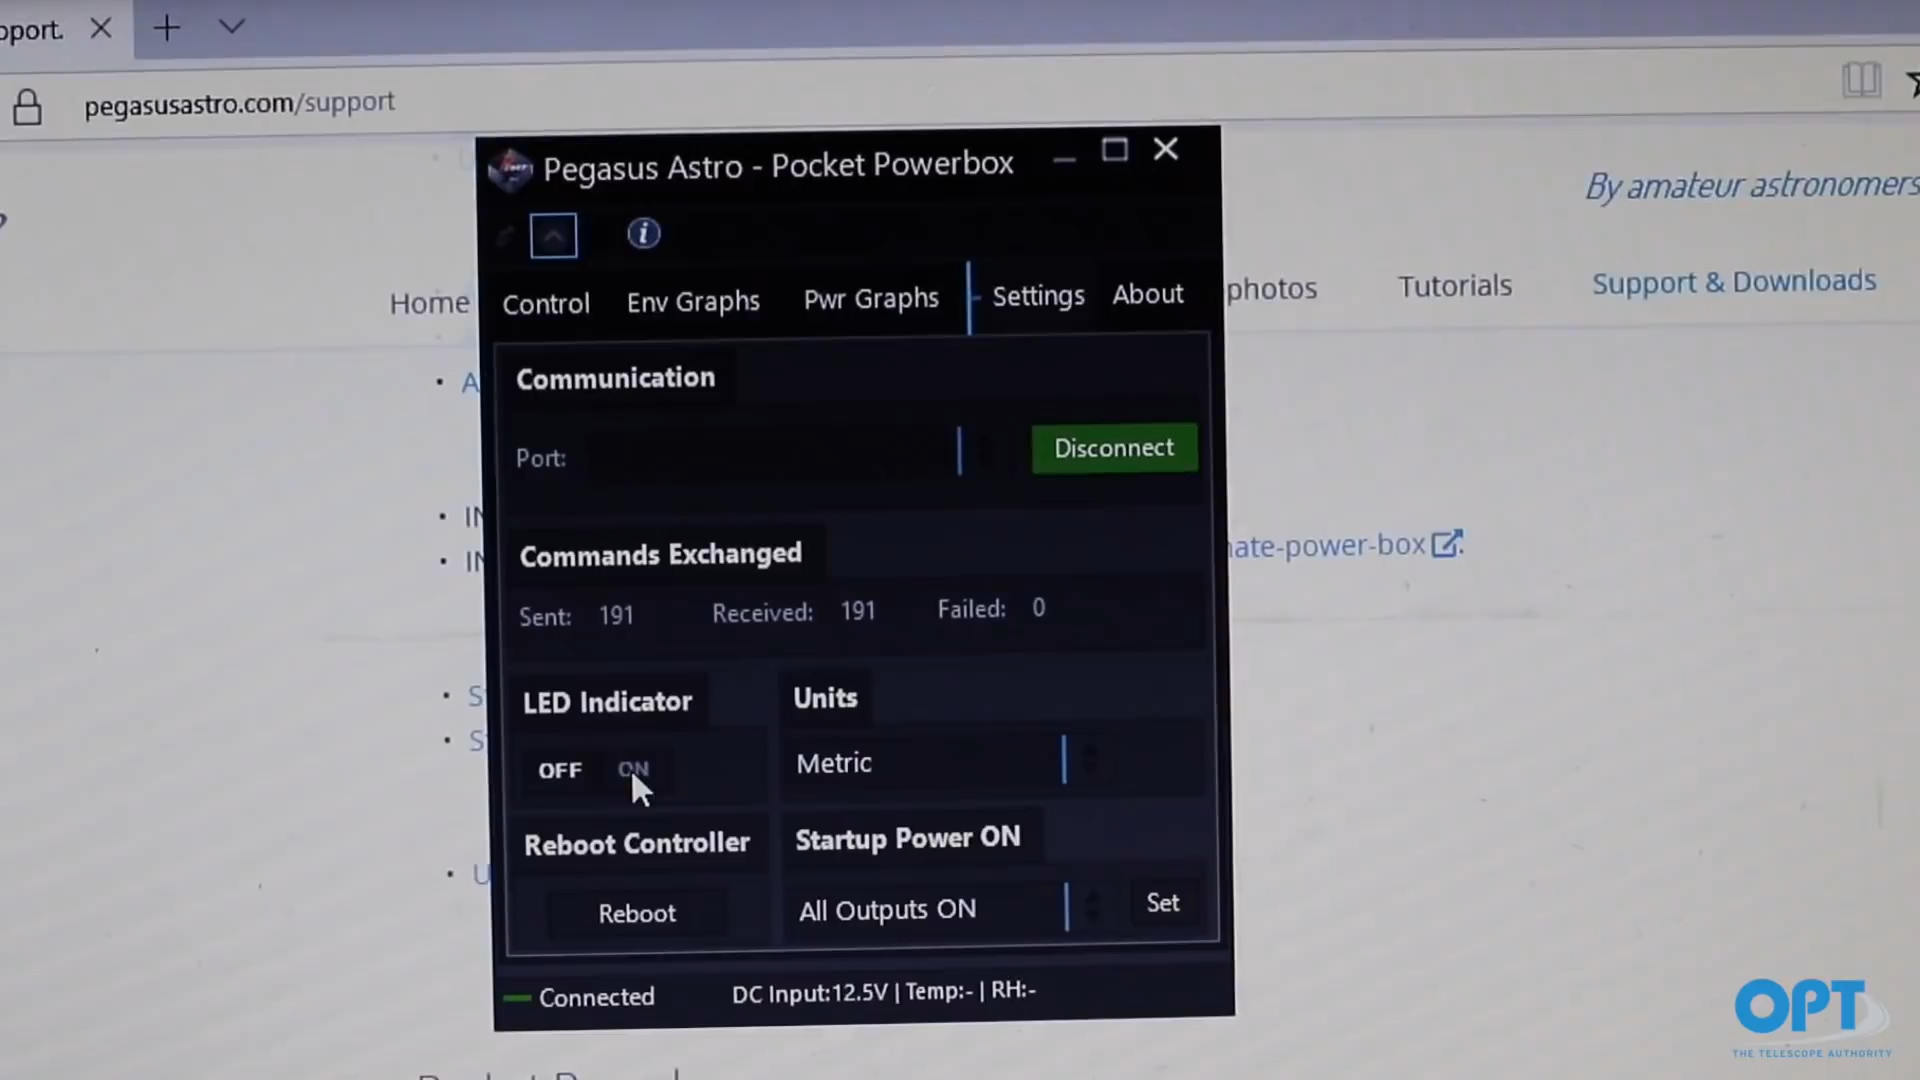 pport.
pegasusastro.com/support
Pegasus Astro - Pocket Powerbox
By amateur astronomers
Home
Control
Env Graphs
Pwr Graphs
Settings
About
photos
Tutorials
Support & Downloads
Communication
A
Port:
Disconnect
IN
IN
Commands Exchanged
ate-power-box
Sent: 191
Received: 191
Failed: 0
S
LED Indicator
Units
S
OFF
ON
Metric
Reboot Controller
Startup Power ON
U
Reboot
All Outputs ON
Set
Connected
DC Input:12.5V | Temp:- | RH:-
OPT
THE TELESCOPE AUTHORITY